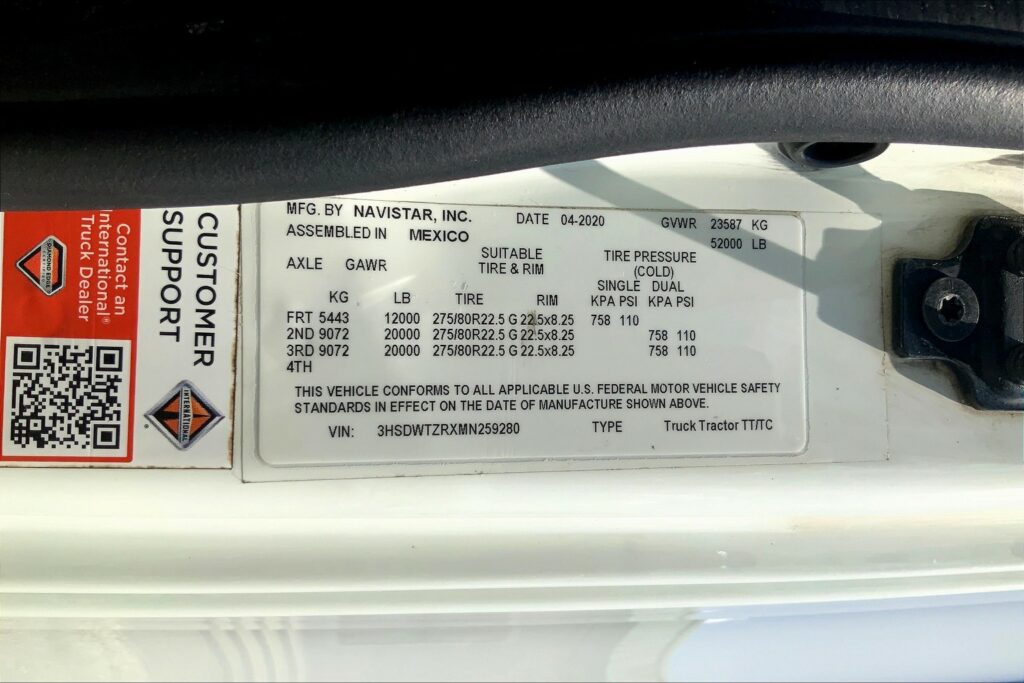 MFG. BY NAVISTAR, INC. DATE 04-2020 GVWR 23587 KG
ASSEMBLED IN MEXICO 52000 LB
AXLE GAWR SUITABLE TIRE PRESSURE
TIRE & RIM (COLD)
SINGLE DUAL
KG LB TIRE RIM KPA PSI KPA PSI
FRT 5443 12000 275/80R22.5 G 22.5x8.25 758 110
2ND 9072 20000 275/80R22.5 G 22.5x8.25 758 110
3RD 9072 20000 275/80R22.5 G 22.5x8.25 758 110
4TH
THIS VEHICLE CONFORMS TO ALL APPLICABLE U.S. FEDERAL MOTOR VEHICLE SAFETY
STANDARDS IN EFFECT ON THE DATE OF MANUFACTURE SHOWN ABOVE.
VIN: 3HSDWTZRXMN259280 TYPE Truck Tractor TT/TC
CUSTOMER
SUPPORT
INTERNATIONAL
®
Contact an
International®
Truck Dealer
DIAMOND EDGE
CERTIFIED